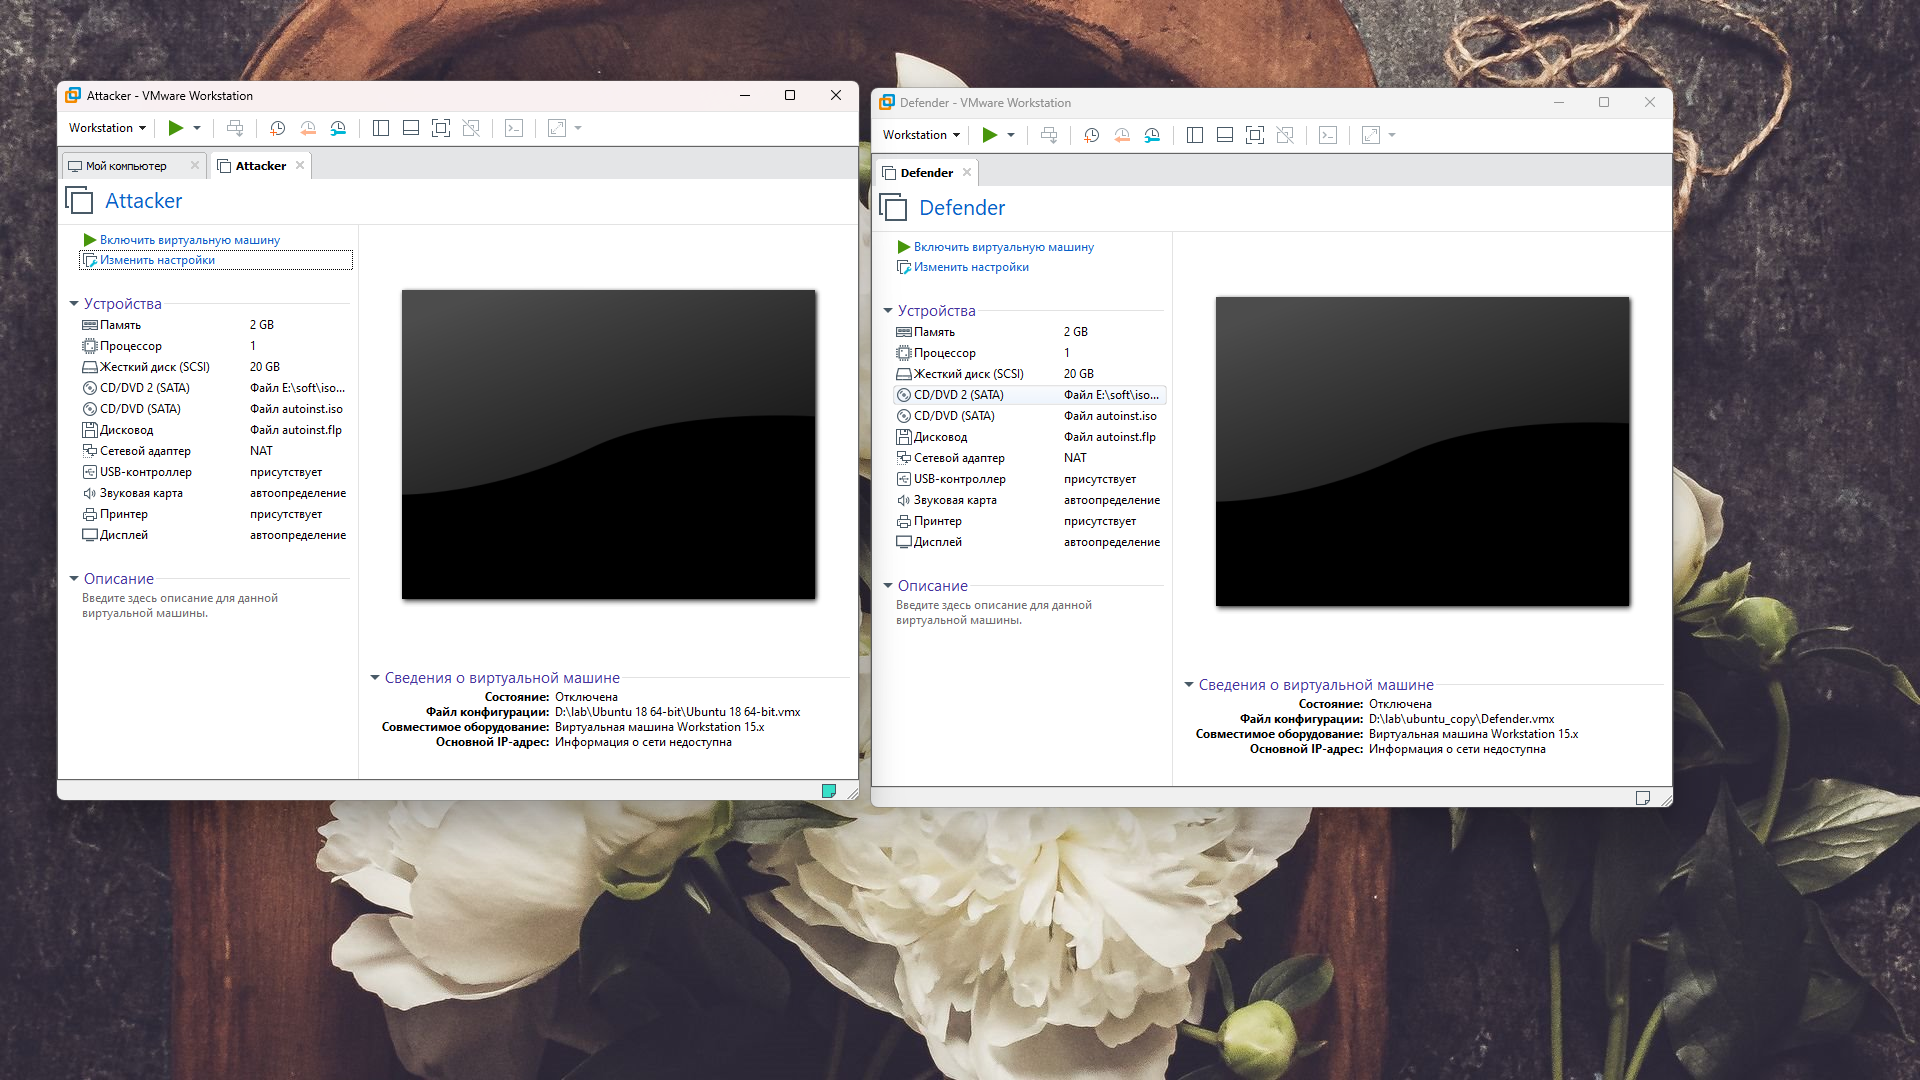 Attacker - VMware Workstation
Workstation
Мой компьютер
Attacker
Attacker
Включить виртуальную машину
Изменить настройки
Устройства
Память 2 GB
Процессор 1
Жесткий диск (SCSI) 20 GB
CD/DVD 2 (SATA) Файл E:\soft\iso...
CD/DVD (SATA) Файл autoinst.iso
Дисковод Файл autoinst.flp
Сетевой адаптер NAT
USB-контроллер присутствует
Звуковая карта автоопределение
Принтер присутствует
Дисплей автоопределение
Описание
Введите здесь описание для данной
виртуальной машины.
Сведения о виртуальной машине
Состояние: Отключена
Файл конфигурации: D:\lab\Ubuntu 18 64-bit\Ubuntu 18 64-bit.vmx
Совместимое оборудование: Виртуальная машина Workstation 15.x
Основной IP-адрес: Информация о сети недоступна
Defender - VMware Workstation
Workstation
Defender
Defender
Включить виртуальную машину
Изменить настройки
Устройства
Память 2 GB
Процессор 1
Жесткий диск (SCSI) 20 GB
CD/DVD 2 (SATA) Файл E:\soft\iso...
CD/DVD (SATA) Файл autoinst.iso
Дисковод Файл autoinst.flp
Сетевой адаптер NAT
USB-контроллер присутствует
Звуковая карта автоопределение
Принтер присутствует
Дисплей автоопределение
Описание
Введите здесь описание для данной
виртуальной машины.
Сведения о виртуальной машине
Состояние: Отключена
Файл конфигурации: D:\lab\ubuntu_copy\Defender.vmx
Совместимое оборудование: Виртуальная машина Workstation 15.x
Основной IP-адрес: Информация о сети недоступна